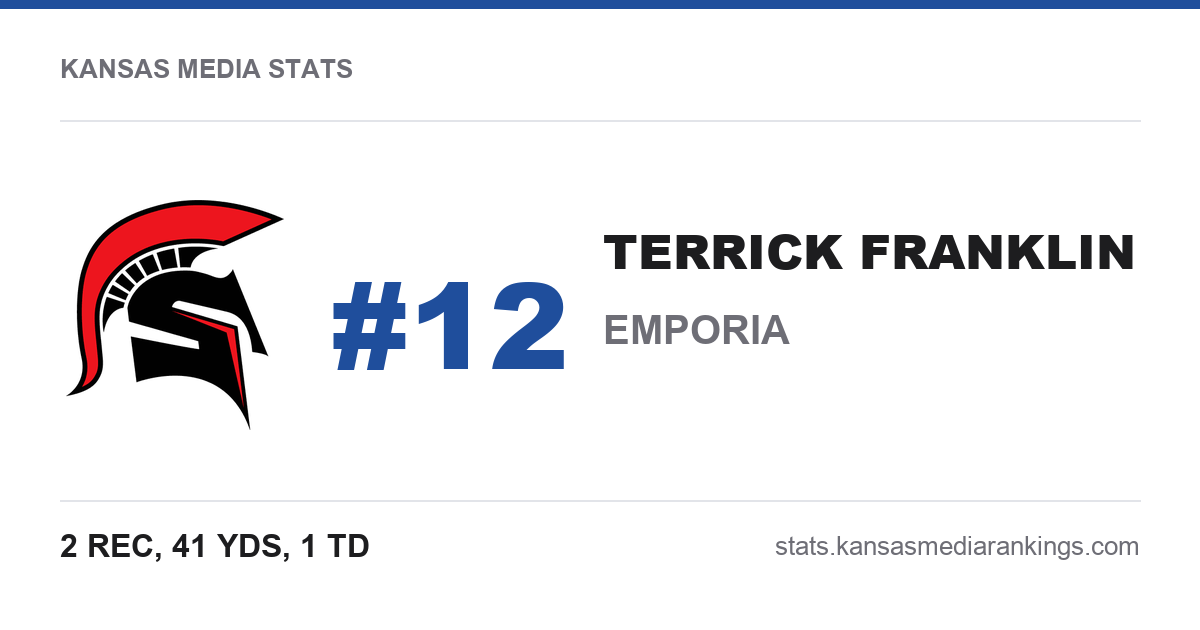 KANSAS MEDIA STATS
#12
TERRICK FRANKLIN
EMPORIA
2 REC, 41 YDS, 1 TD
stats.kansasmediarankings.com